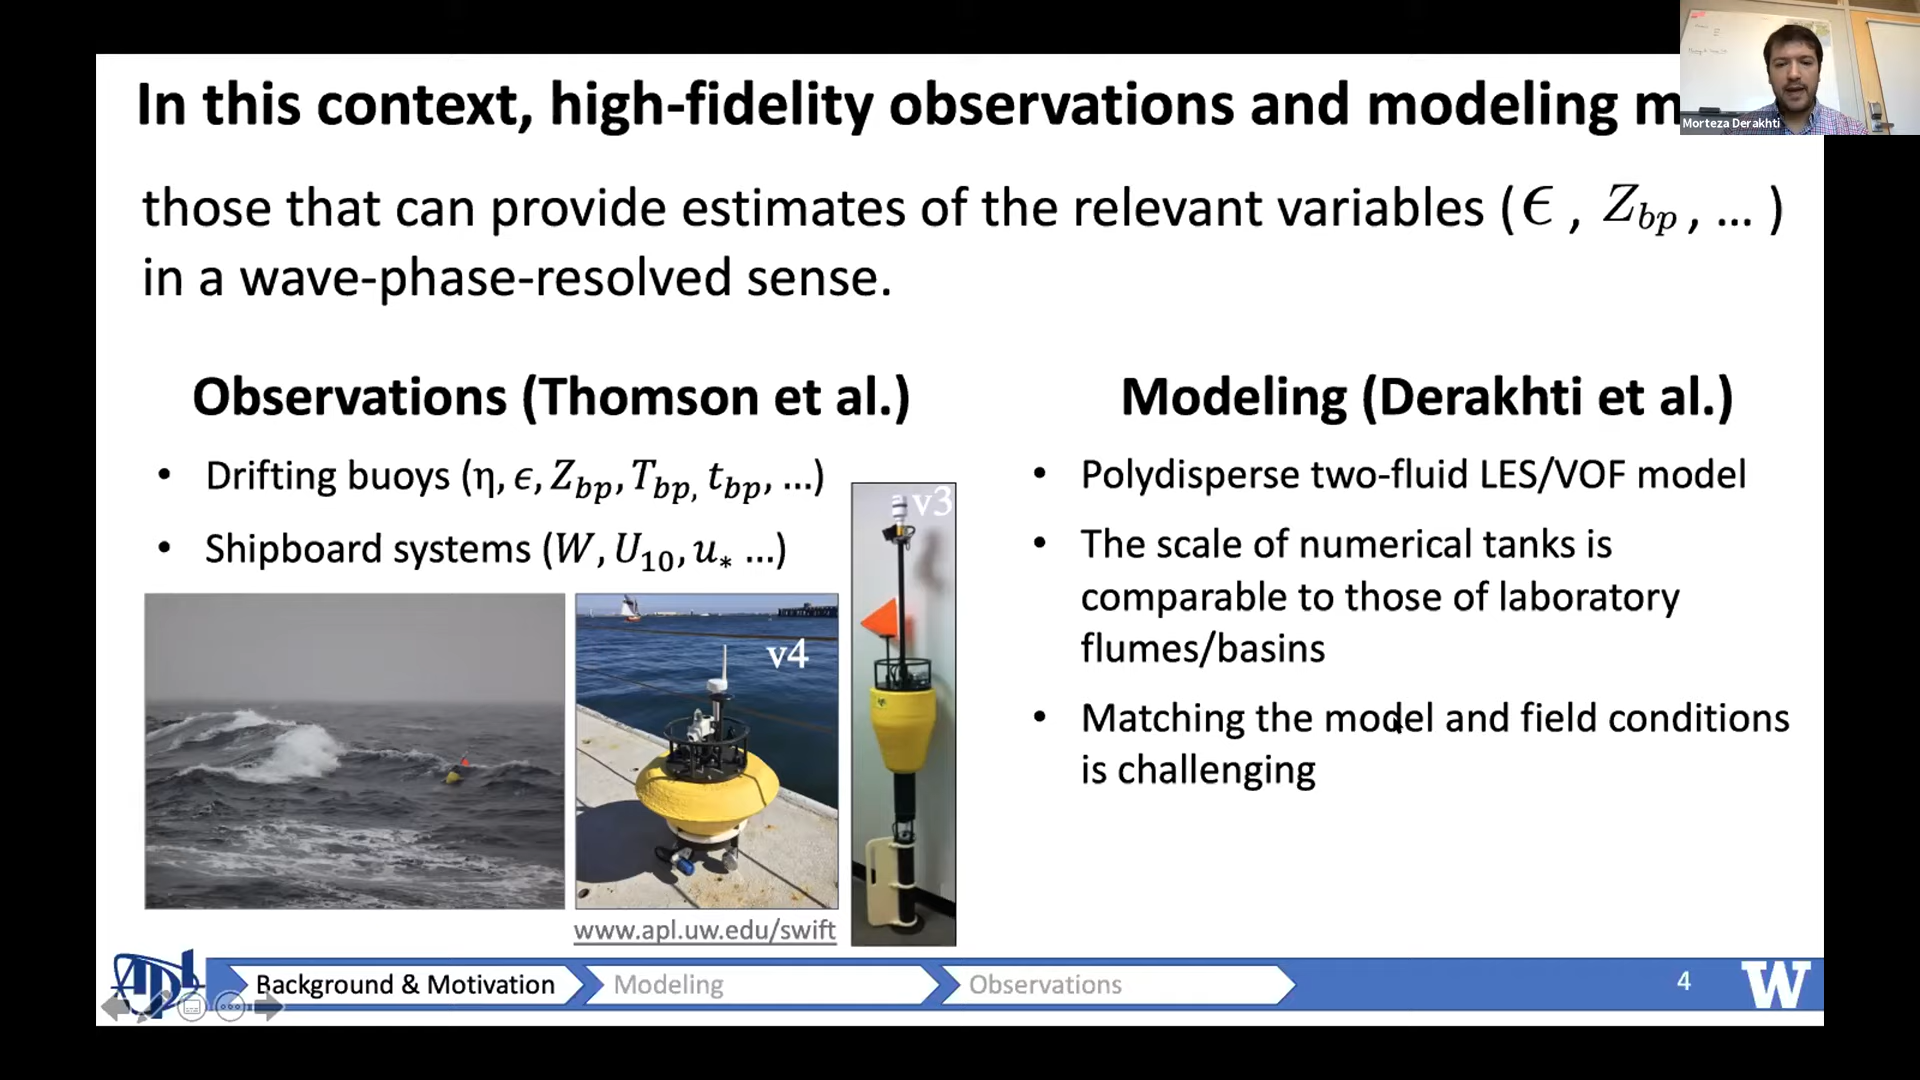 In this context, high-fidelity observations and modeling m
Morteza Derakhti
those that can provide estimates of the relevant variables (ϵ , Z_bp , ... )
in a wave-phase-resolved sense.
Observations (Thomson et al.)
• Drifting buoys (η, ϵ, Z_bp, T_bp, t_bp, ...)
• Shipboard systems (W, U_10, u_* ...)
v4
v3
www.apl.uw.edu/swift
Modeling (Derakhti et al.)
• Polydisperse two-fluid LES/VOF model
• The scale of numerical tanks is
comparable to those of laboratory
flumes/basins
• Matching the model and field conditions
is challenging
APL
Background & Motivation
Modeling
Observations
4
W